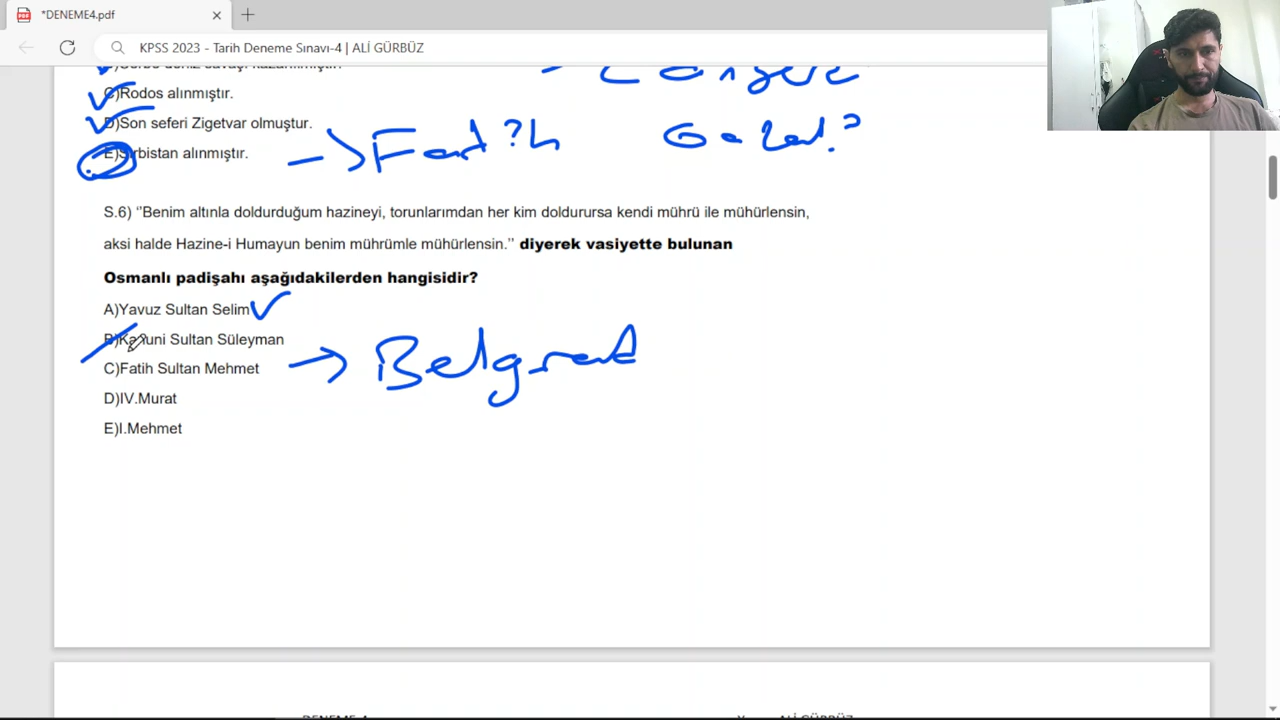 *DENEME4.pdf
KPSS 2023 - Tarih Deneme Sınavı-4 | ALİ GÜRBÜZ
C)Rodos alınmıştır.
D)Son seferi Zigetvar olmuştur.
E)Sırbistan alınmıştır.
S.6) ‘’Benim altınla doldurduğum hazineyi, torunlarımdan her kim doldurursa kendi mührü ile mühürlensin,
aksi halde Hazine-i Humayun benim mührümle mühürlensin.’’ diyerek vasiyette bulunan
Osmanlı padişahı aşağıdakilerden hangisidir?
A)Yavuz Sultan Selim
B)Kanuni Sultan Süleyman
C)Fatih Sultan Mehmet
Belgrat
D)IV.Murat
E)I.Mehmet